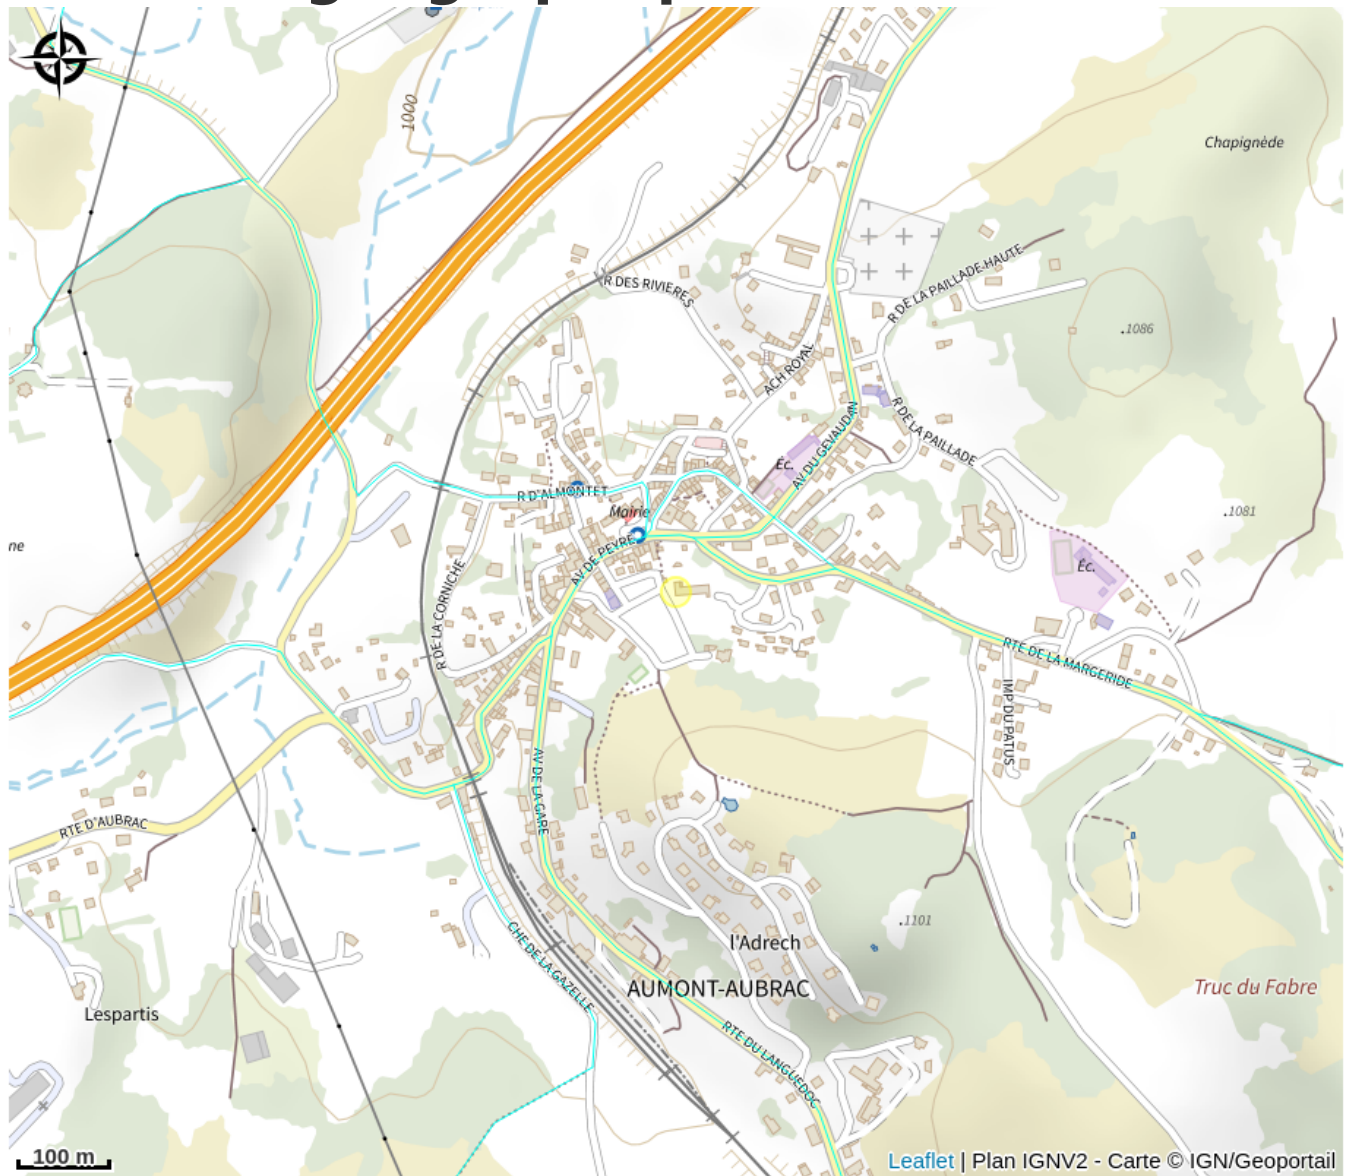 1000
Chapignède
R DES RIVIERES
R DE LA PAILLADE-HAUTE
.1086
ACH ROYAL
R DE LA PAILLADE
AV DU GEVAUDAN
Éc.
R D'ALMONTET
Mairie
.1081
ne
AV DE PEYRE
Éc.
R DE LA CORNICHE
RTE DE LA MARGERIDE
IMP DU PATUS
AV DE LA GARE
RTE D'AUBRAC
.1101
CHE DE LA GAZELLE
l'Adrech
AUMONT-AUBRAC
Truc du Fabre
Lespartis
RTE DU LANGUEDOC
100 m
Leaflet | Plan IGNV2 - Carte © IGN/Geoportail